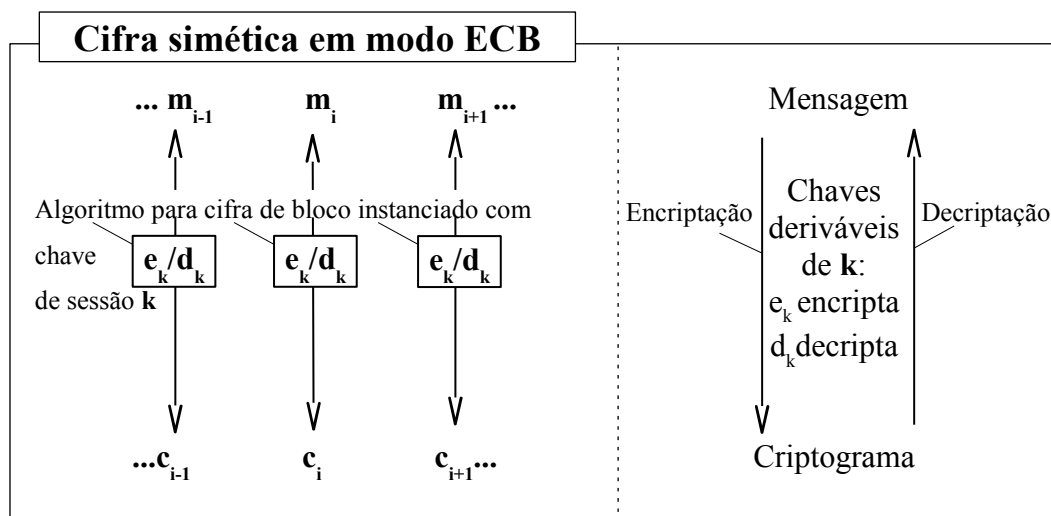 Cifra simética em modo ECB
... m i-1 m i m i+1 ...
Algoritmo para cifra de bloco instanciado com
chave
de sessão k
e k/d k e k/d k e k/d k
...c i-1 c i c i+1...
Mensagem
Encriptação
Chaves
deriváveis
de k:
e k encripta
d k decripta
Decriptação
Criptograma